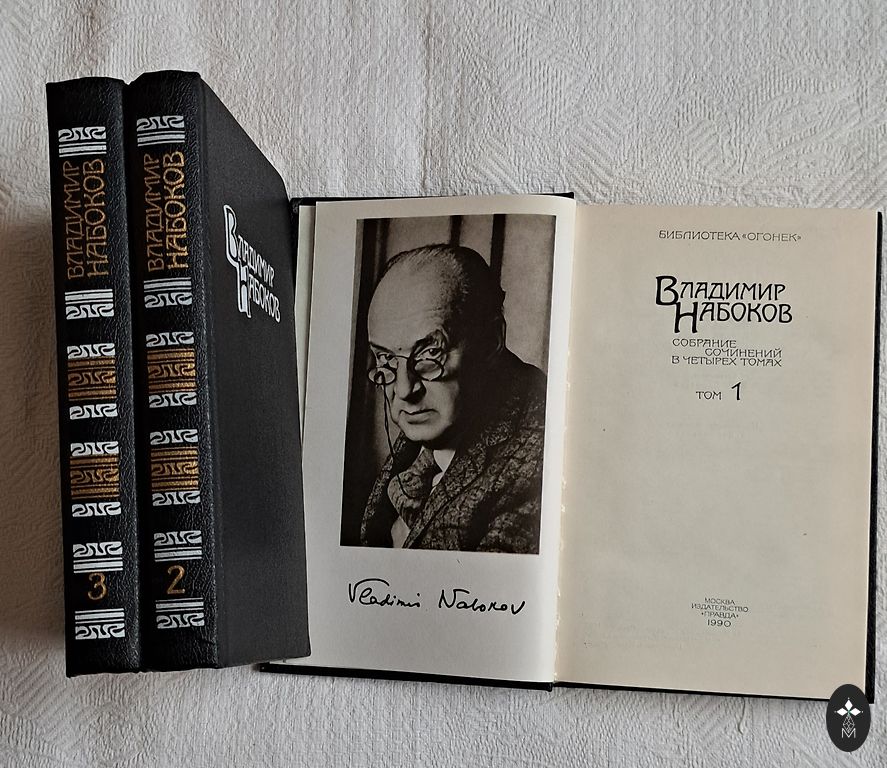 ВЛАДИМИР
НАБОКОВ
3
ВЛАДИМИР
НАБОКОВ
2
ВЛАДИМИР
НАБОКОВ
Vladimir Nabokov
БИБЛИОТЕКА «ОГОНЕК»
ВЛАДИМИР
НАБОКОВ
СОБРАНИЕ
СОЧИНЕНИЙ
В ЧЕТЫРЕХ ТОМАХ
ТОМ 1
МОСКВА
ИЗДАТЕЛЬСТВО
«ПРАВДА»
1990
M